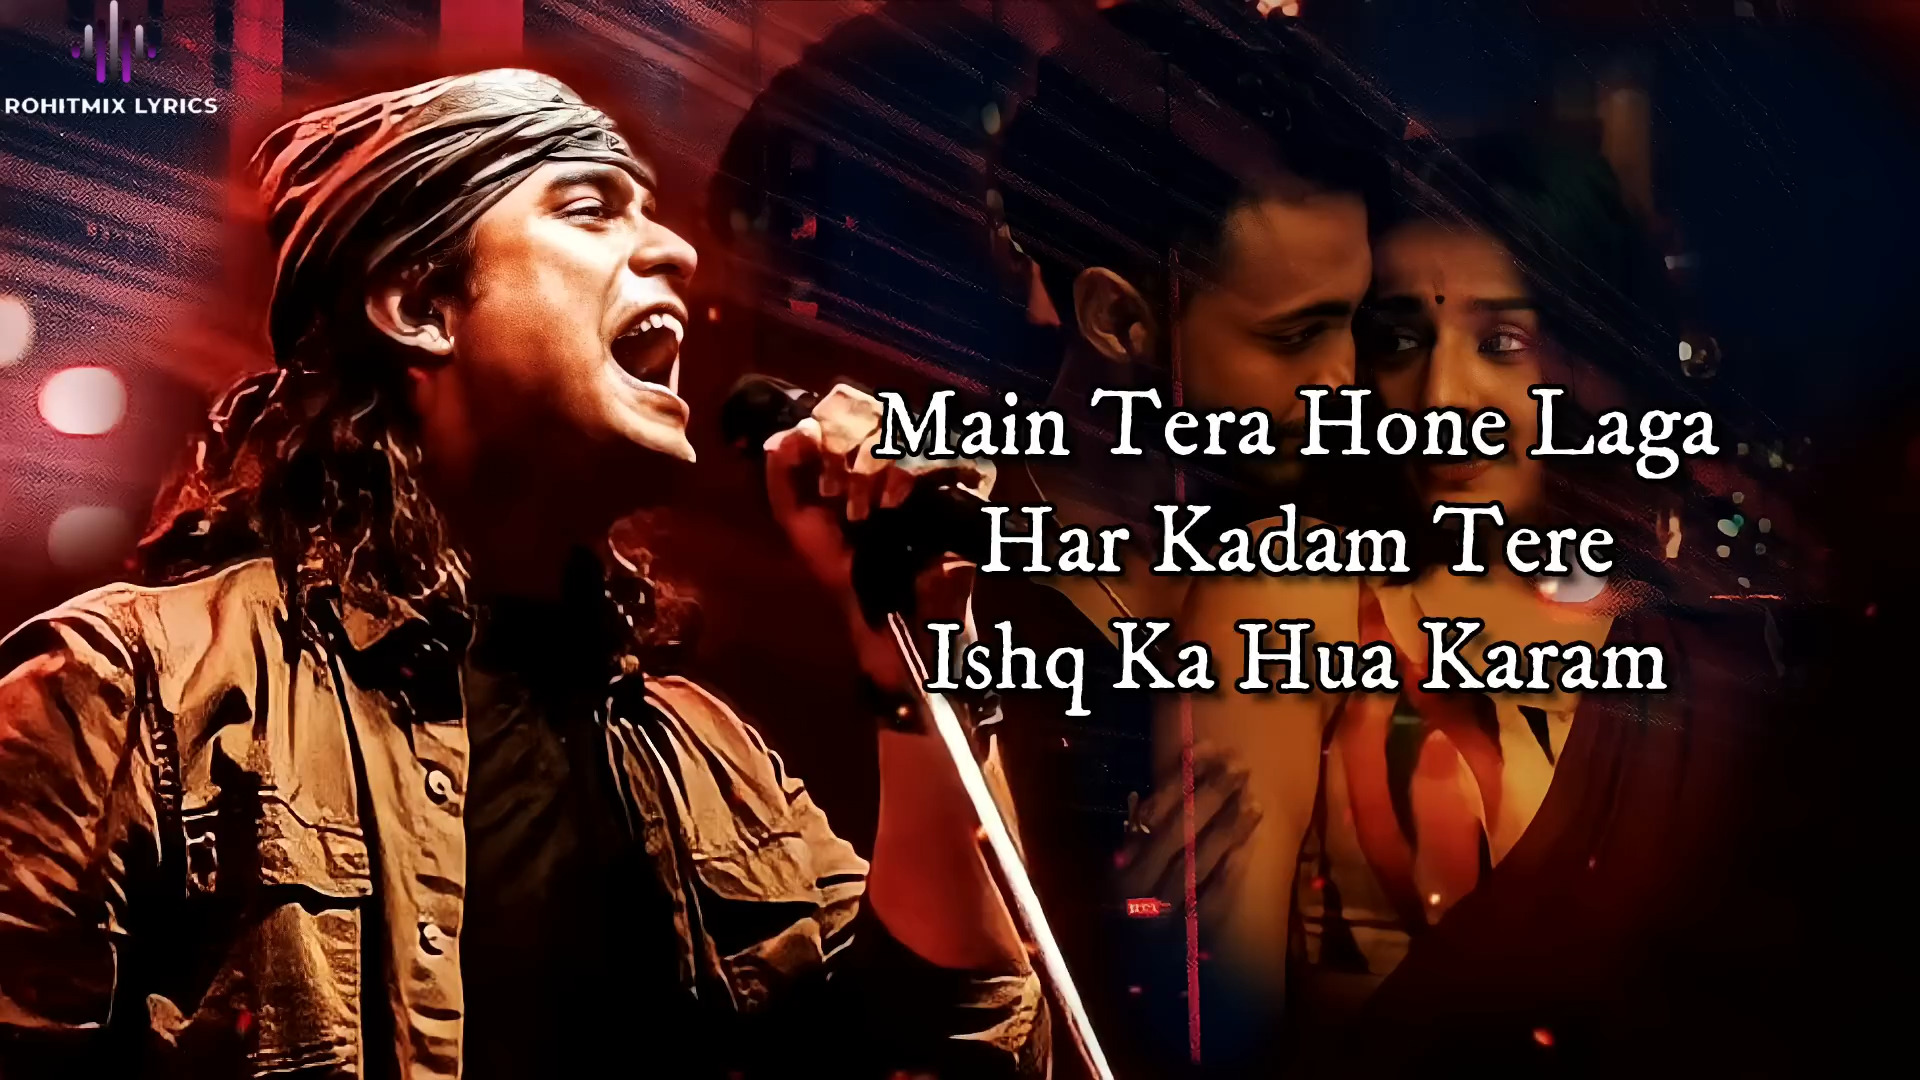 ROHITMIX LYRICS
Main Tera Hone Laga
Har Kadam Tere
Ishq Ka Hua Karam